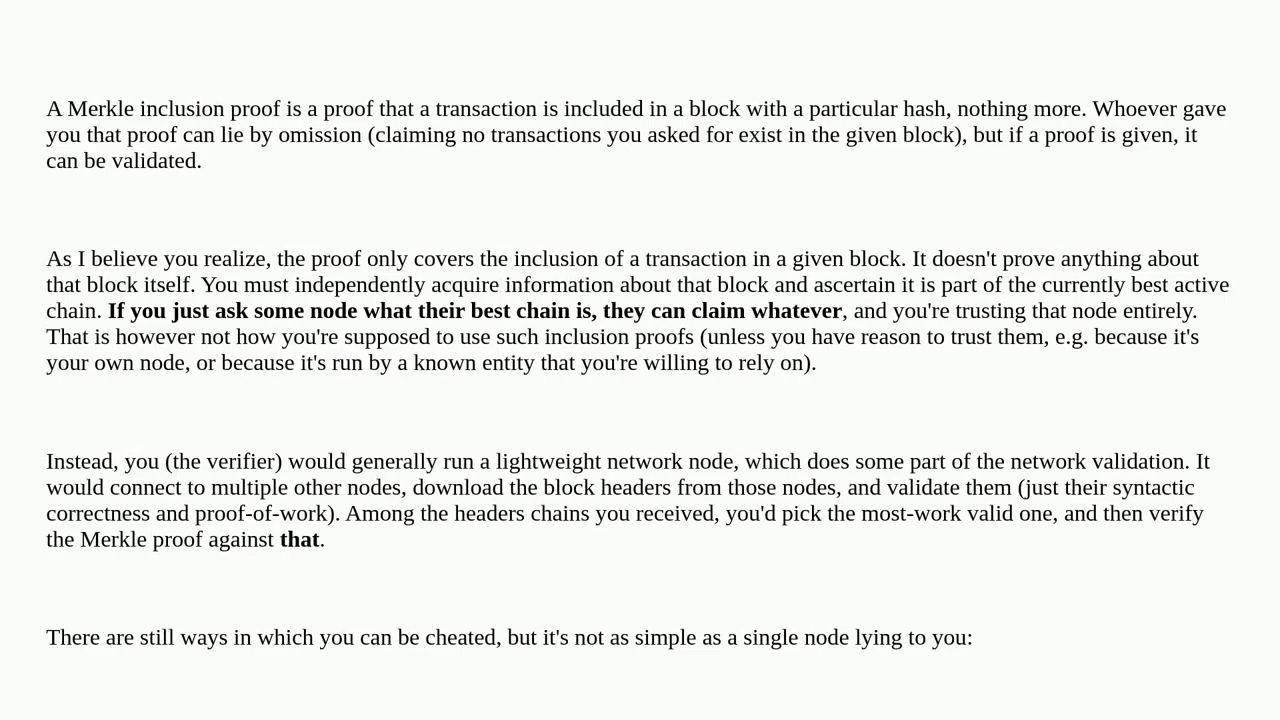 A Merkle inclusion proof is a proof that a transaction is included in a block with a particular hash, nothing more. Whoever gave
you that proof can lie by omission (claiming no transactions you asked for exist in the given block), but if a proof is given, it
can be validated.
As I believe you realize, the proof only covers the inclusion of a transaction in a given block. It doesn't prove anything about
that block itself. You must independently acquire information about that block and ascertain it is part of the currently best active
chain. If you just ask some node what their best chain is, they can claim whatever, and you're trusting that node entirely.
That is however not how you're supposed to use such inclusion proofs (unless you have reason to trust them, e.g. because it's
your own node, or because it's run by a known entity that you're willing to rely on).
Instead, you (the verifier) would generally run a lightweight network node, which does some part of the network validation. It
would connect to multiple other nodes, download the block headers from those nodes, and validate them (just their syntactic
correctness and proof-of-work). Among the headers chains you received, you'd pick the most-work valid one, and then verify
the Merkle proof against that.
There are still ways in which you can be cheated, but it's not as simple as a single node lying to you: